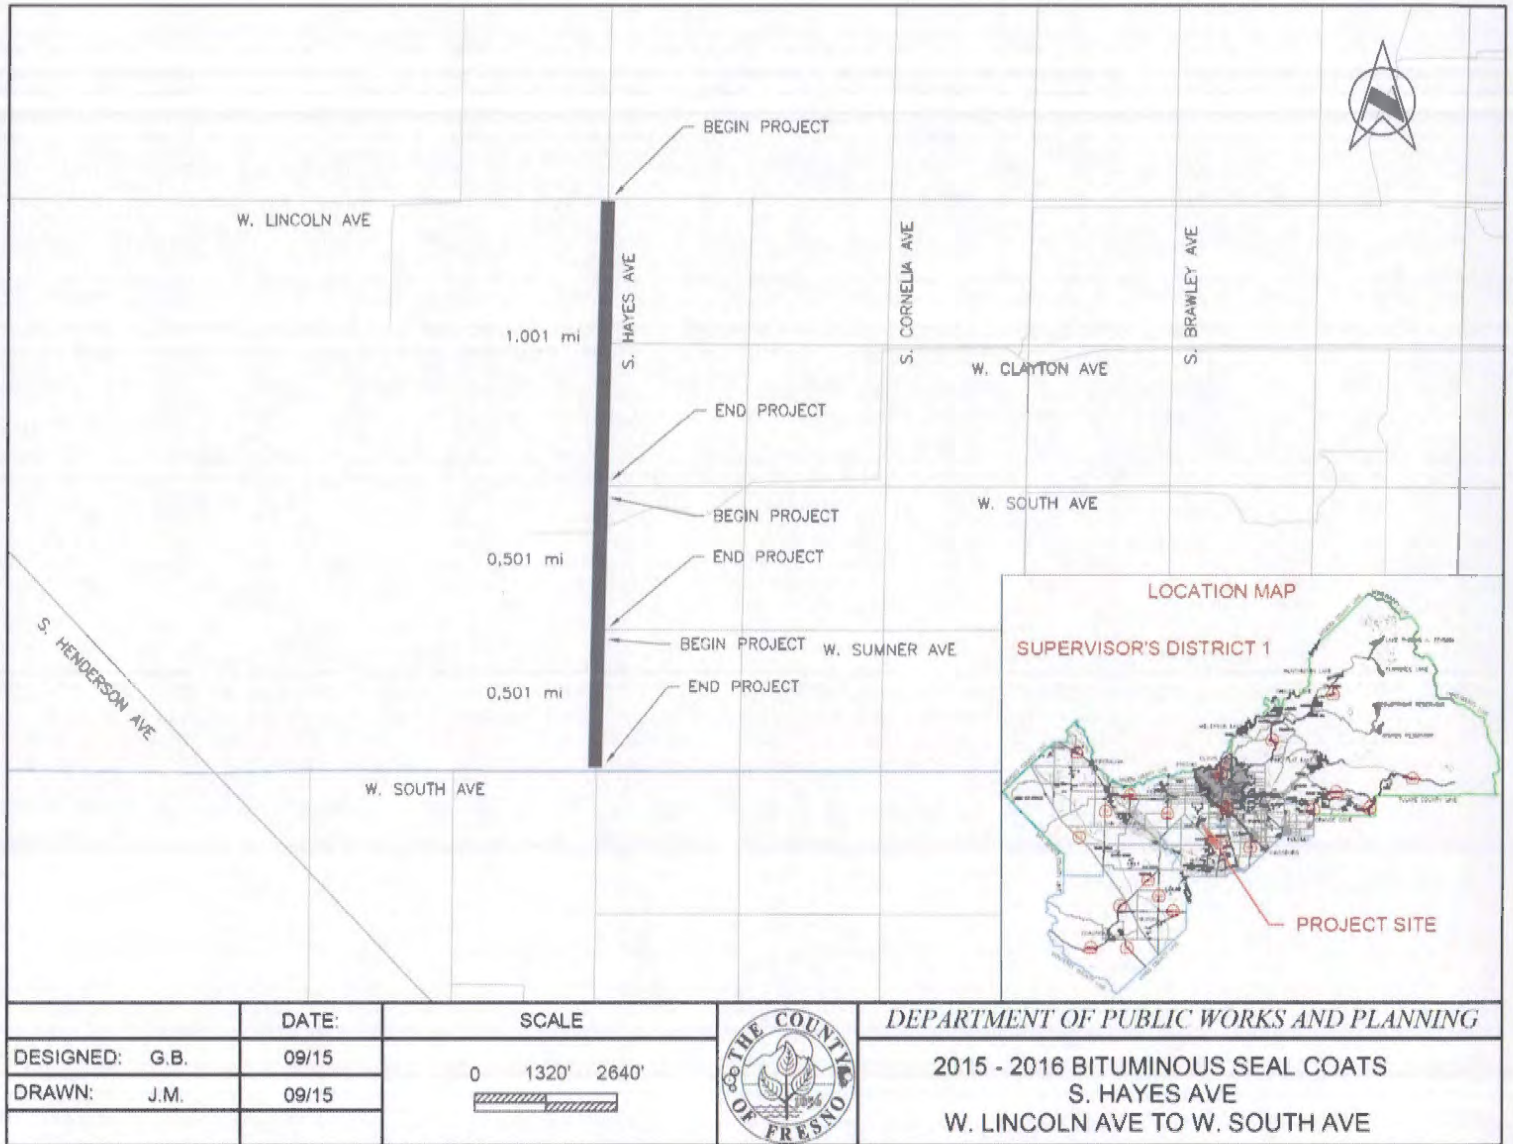 BEGIN PROJECT
W. LINCOLN AVE
S. HAYES AVE
S. CORNELIA AVE
S. BRAWLEY AVE
1.001 mi
W. CLAYTON AVE
END PROJECT
W. SOUTH AVE
BEGIN PROJECT
0,501 mi
END PROJECT
S. HENDERSON AVE
BEGIN PROJECT
W. SUMNER AVE
0,501 mi
END PROJECT
W. SOUTH AVE
LOCATION MAP
SUPERVISOR'S DISTRICT 1
PROJECT SITE
DATE:
DESIGNED: G.B. 09/15
DRAWN: J.M. 09/15
SCALE
0 1320' 2640'
THE COUNTY OF FRESNO
1856
DEPARTMENT OF PUBLIC WORKS AND PLANNING
2015 - 2016 BITUMINOUS SEAL COATS
S. HAYES AVE
W. LINCOLN AVE TO W. SOUTH AVE